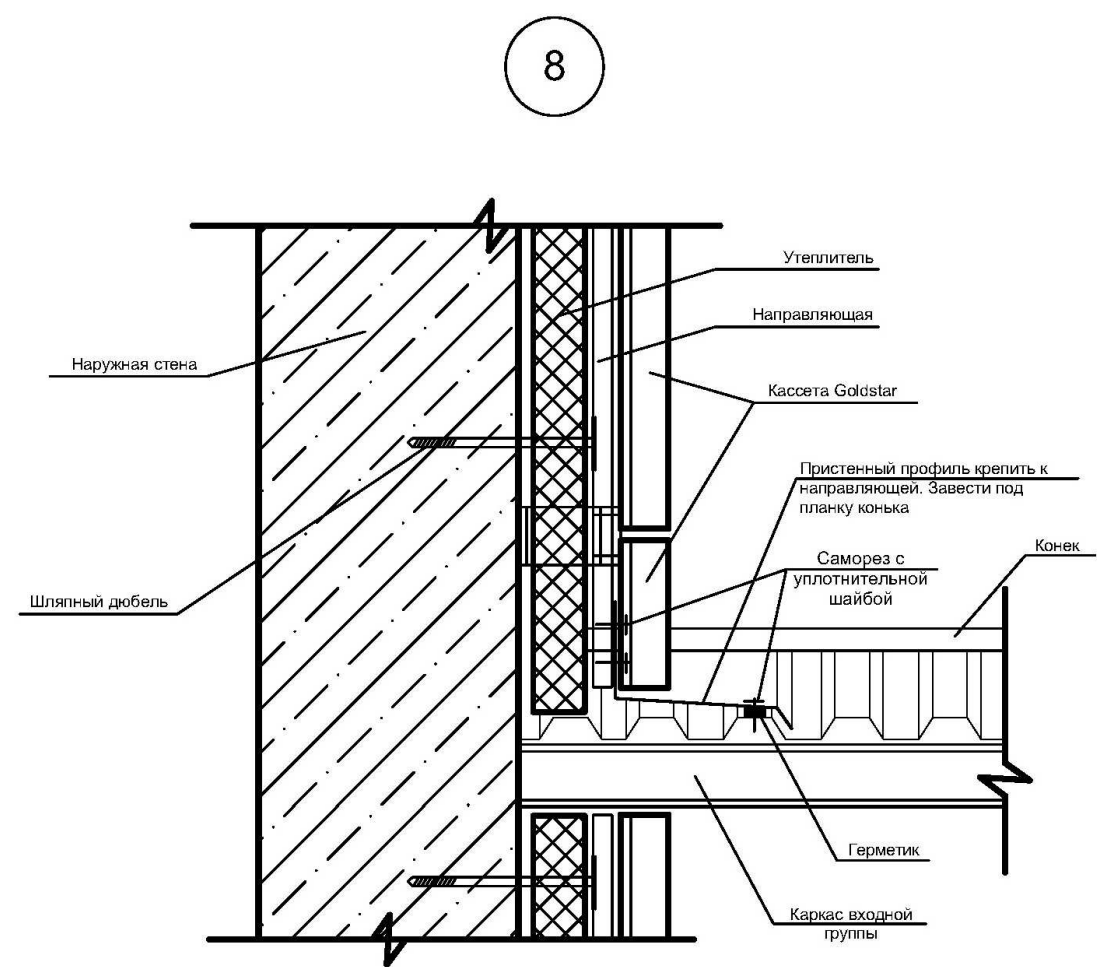 8
Утеплитель
Направляющая
Наружная стена
Кассета Goldstar
Пристенный профиль крепить к
направляющей. Завести под
планку конька
Конек
Саморез с
уплотнительной
шайбой
Шляпный дюбель
Герметик
Каркас входной
группы